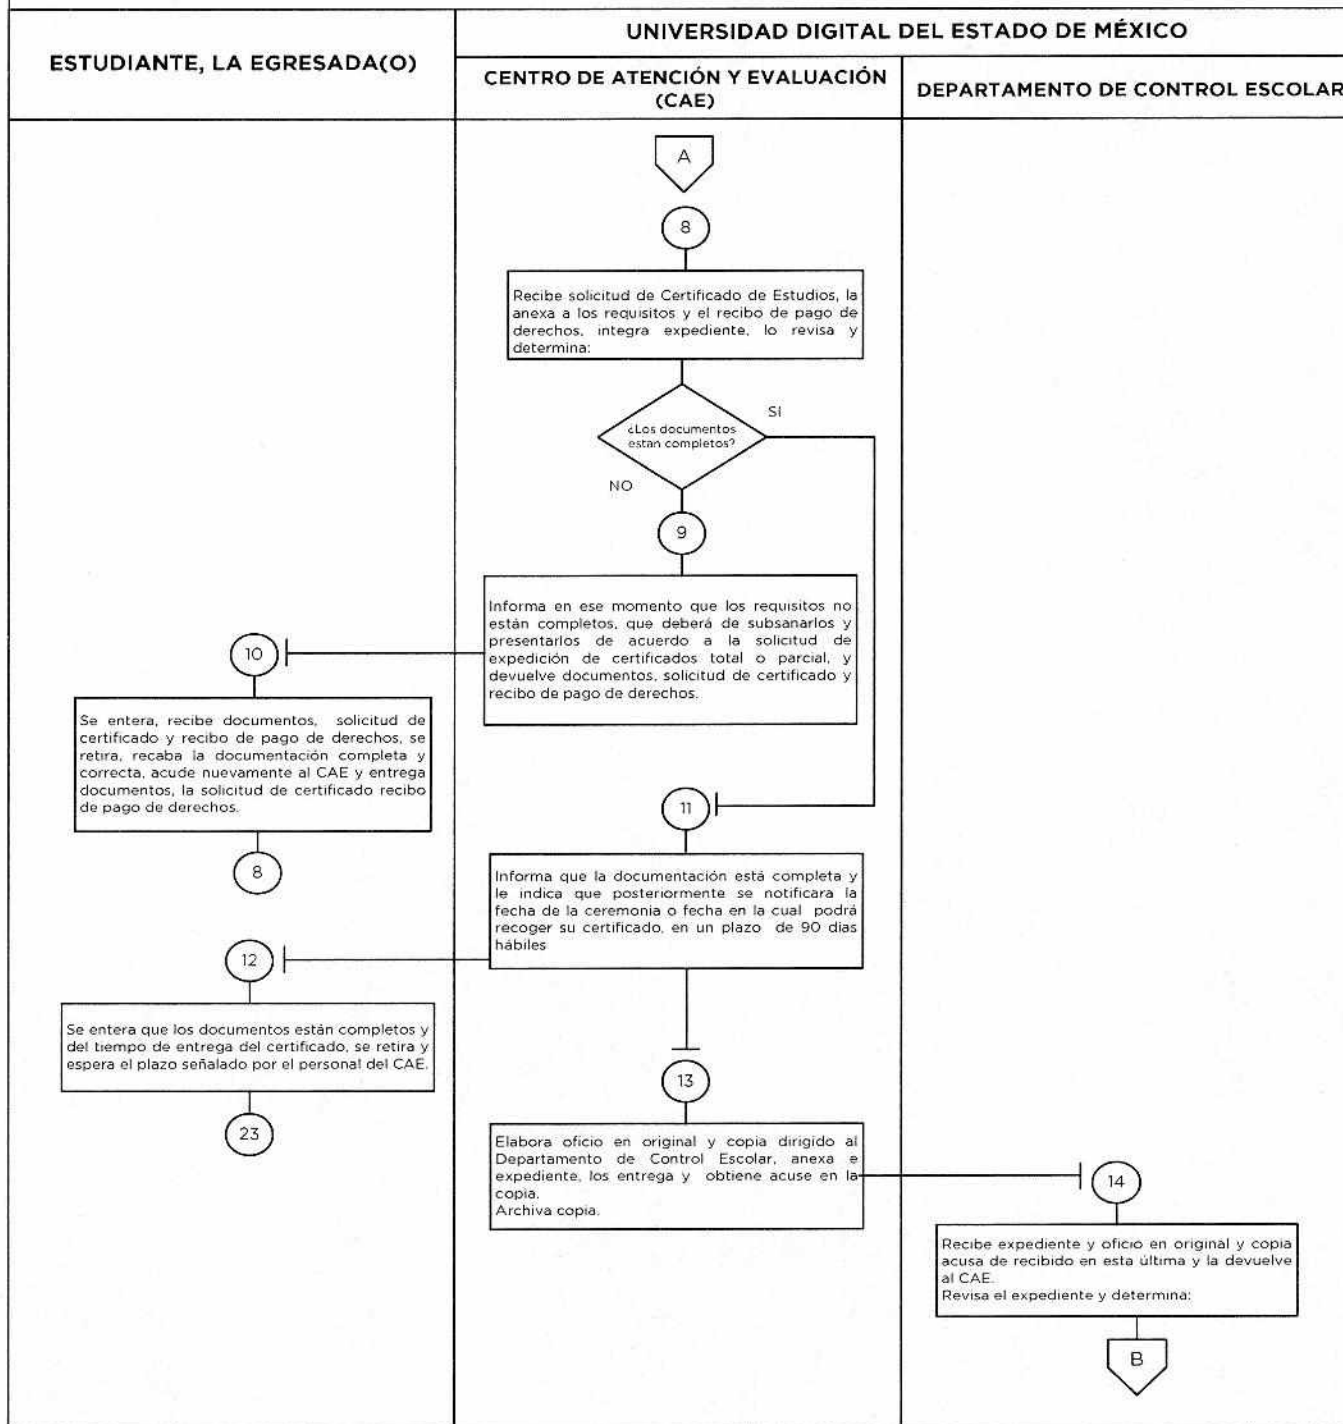 ESTUDIANTE, LA EGRESADA(O)
UNIVERSIDAD DIGITAL DEL ESTADO DE MÉXICO
CENTRO DE ATENCIÓN Y EVALUACIÓN
(CAE)
DEPARTAMENTO DE CONTROL ESCOLAR
A
8
Recibe solicitud de Certificado de Estudios, la
anexa a los requisitos y el recibo de pago de
derechos, integra expediente, lo revisa y
determina:
¿Los documentos
estan completos?
SI
NO
9
Informa en ese momento que los requisitos no
están completos, que deberá de subsanarlos y
presentarlos de acuerdo a la solicitud de
expedición de certificados total o parcial, y
devuelve documentos, solicitud de certificado y
recibo de pago de derechos.
10
Se entera, recibe documentos, solicitud de
certificado y recibo de pago de derechos, se
retira, recaba la documentación completa y
correcta, acude nuevamente al CAE y entrega
documentos, la solicitud de certificado recibo
de pago de derechos.
8
11
Informa que la documentación está completa y
le indica que posteriormente se notificara la
fecha de la ceremonia o fecha en la cual podrá
recoger su certificado, en un plazo de 90 dias
hábiles
12
Se entera que los documentos están completos y
del tiempo de entrega del certificado, se retira y
espera el plazo señalado por el personal del CAE.
23
13
Elabora oficio en original y copia dirigido al
Departamento de Control Escolar, anexa e
expediente, los entrega y obtiene acuse en la
copia.
Archiva copia.
14
Recibe expediente y oficio en original y copia
acusa de recibido en esta última y la devuelve
al CAE.
Revisa el expediente y determina:
B